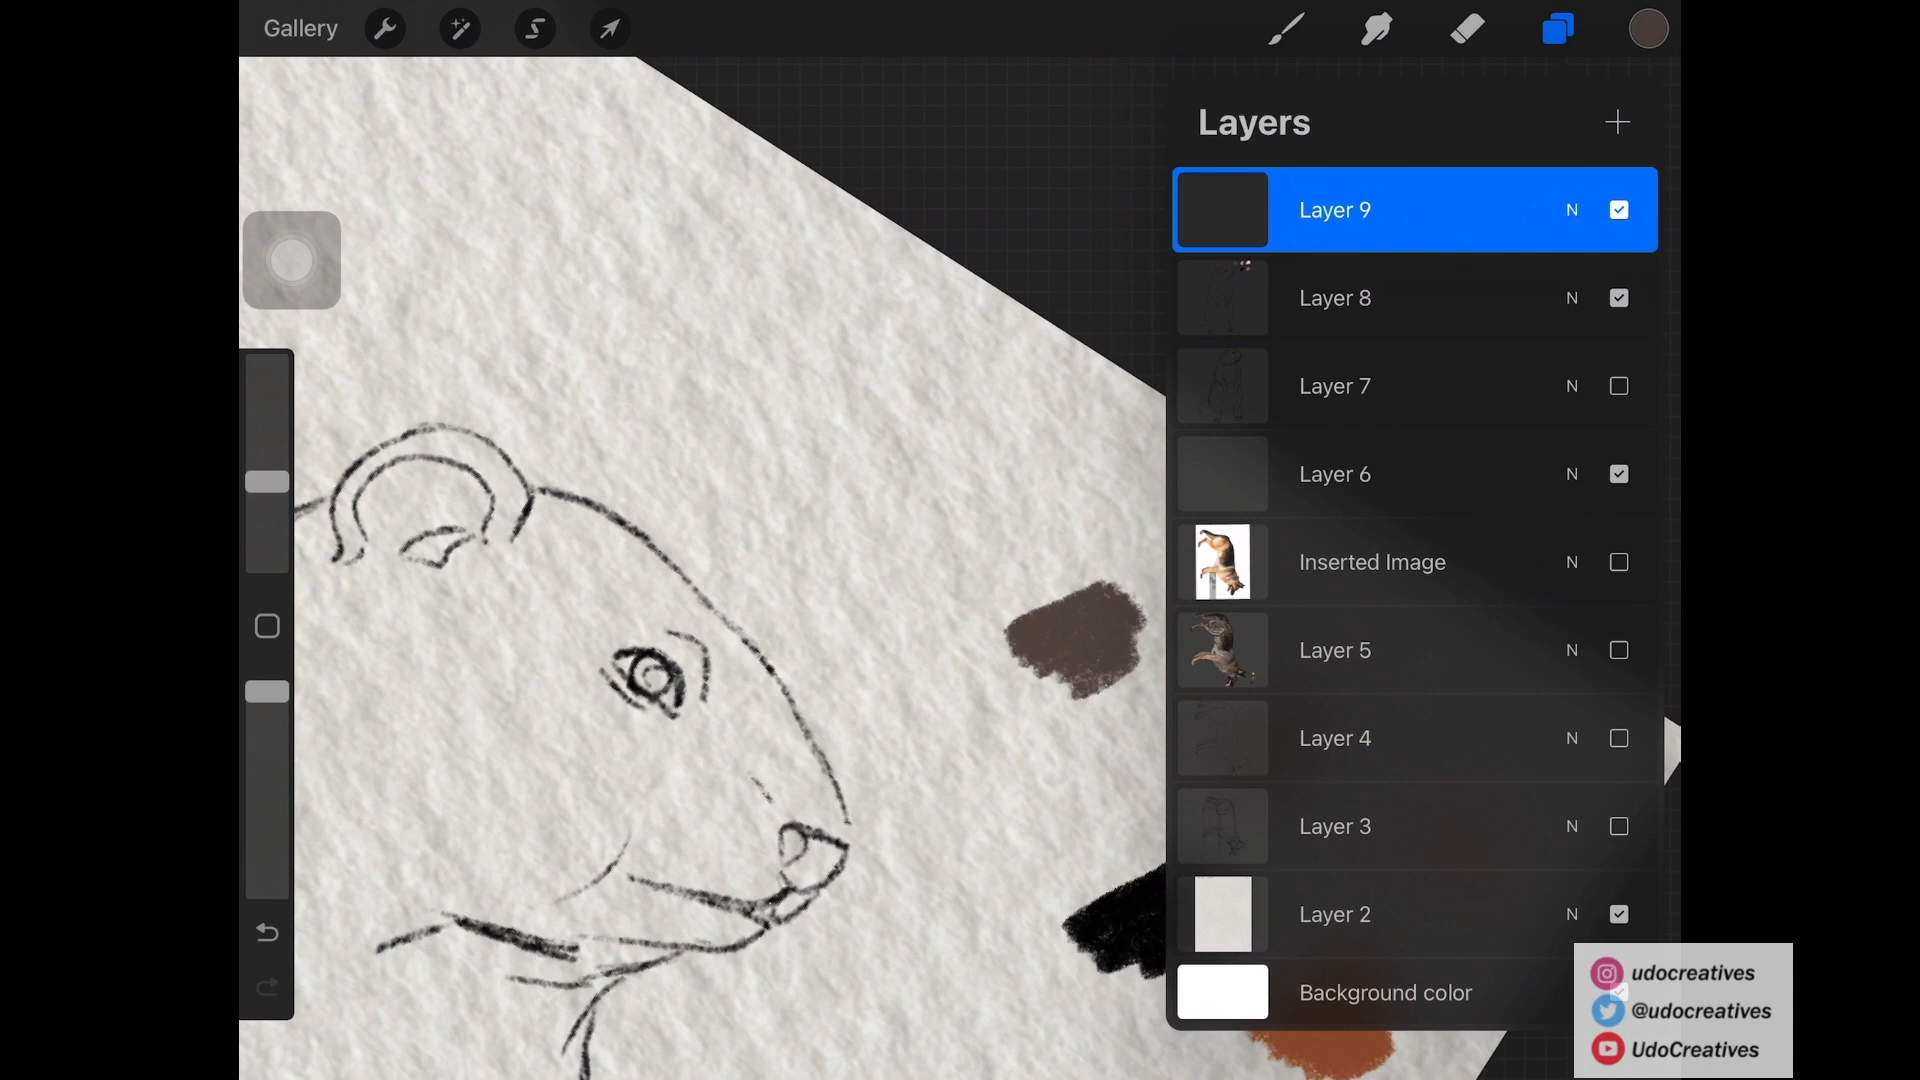 Gallery
Layers
Layer 9 N
Layer 8 N
Layer 7 N
Layer 6 N
Inserted Image N
Layer 5 N
Layer 4 N
Layer 3 N
Layer 2 N
Background color
udocreatives
@udocreatives
UdoCreatives